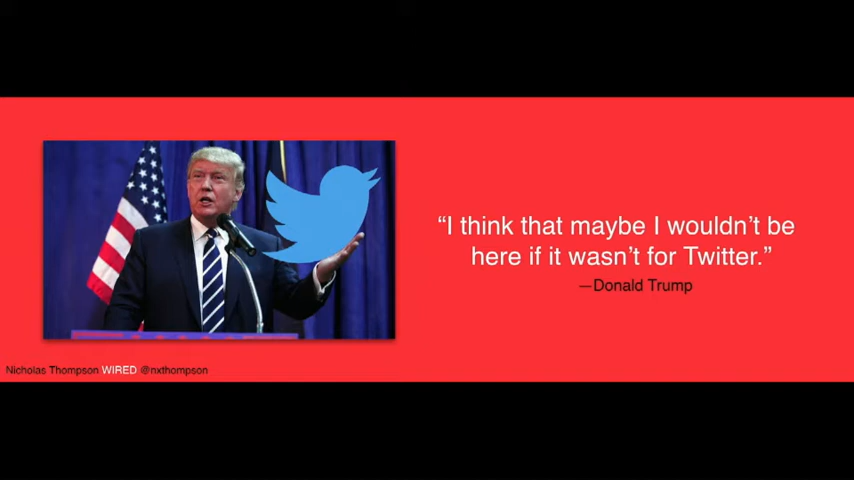 “I think that maybe I wouldn’t be
here if it wasn’t for Twitter.”
—Donald Trump
Nicholas Thompson WIRED @nxthompson